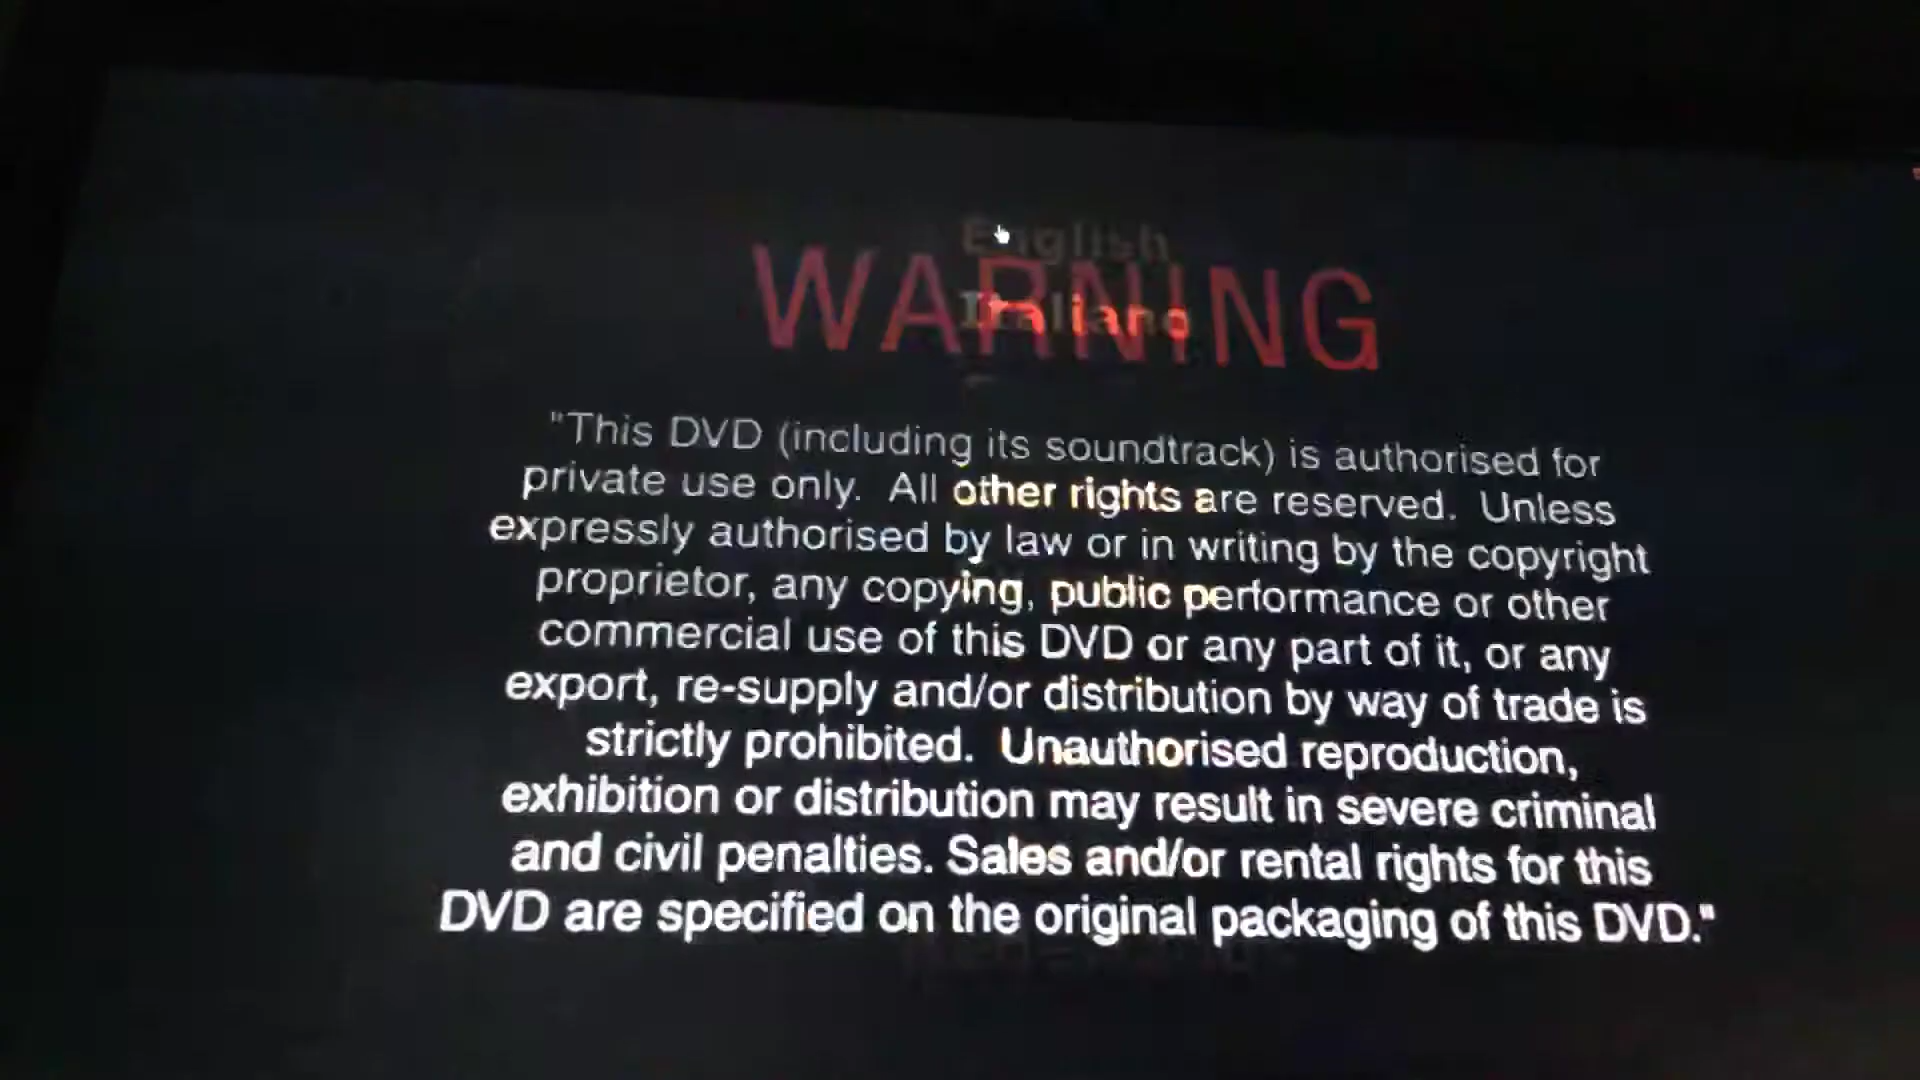 English
WARNING
Italiano
"This DVD (including its soundtrack) is authorised for
private use only. All other rights are reserved. Unless
expressly authorised by law or in writing by the copyright
proprietor, any copying, public performance or other
commercial use of this DVD or any part of it, or any
export, re-supply and/or distribution by way of trade is
strictly prohibited. Unauthorised reproduction,
exhibition or distribution may result in severe criminal
and civil penalties. Sales and/or rental rights for this
DVD are specified on the original packaging of this DVD."